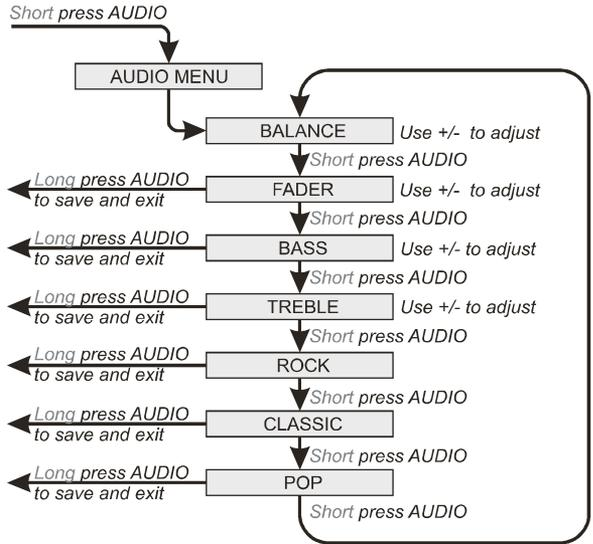 Short press AUDIO
AUDIO MENU
BALANCE Use +/- to adjust
Short press AUDIO
Long press AUDIO
to save and exit
FADER Use +/- to adjust
Short press AUDIO
Long press AUDIO
to save and exit
BASS Use +/- to adjust
Short press AUDIO
Long press AUDIO
to save and exit
TREBLE Use +/- to adjust
Short press AUDIO
Long press AUDIO
to save and exit
ROCK
Short press AUDIO
Long press AUDIO
to save and exit
CLASSIC
Short press AUDIO
Long press AUDIO
to save and exit
POP
Short press AUDIO